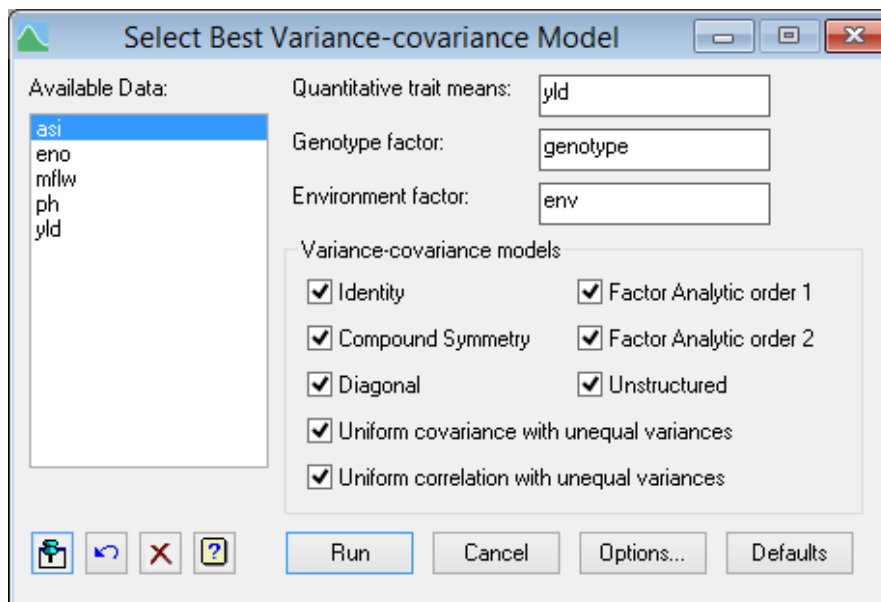 Select Best Variance-covariance Model
Available Data:
asi
eno
mflw
ph
yld
Quantitative trait means:
yld
Genotype factor:
genotype
Environment factor:
env
Variance-covariance models
Identity
Factor Analytic order 1
Compound Symmetry
Factor Analytic order 2
Diagonal
Unstructured
Uniform covariance with unequal variances
Uniform correlation with unequal variances
?
Run
Cancel
Options...
Defaults